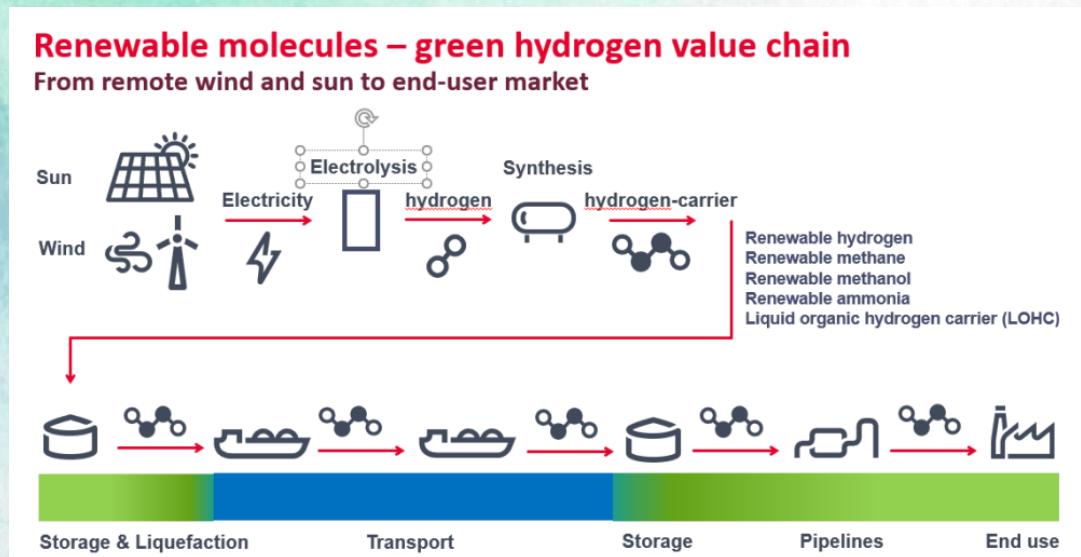 Renewable molecules – green hydrogen value chain
From remote wind and sun to end-user market
Sun
Wind
Electricity
Electrolysis
hydrogen
Synthesis
hydrogen-carrier
Renewable hydrogen
Renewable methane
Renewable methanol
Renewable ammonia
Liquid organic hydrogen carrier (LOHC)
Storage & Liquefaction
Transport
Storage
Pipelines
End use